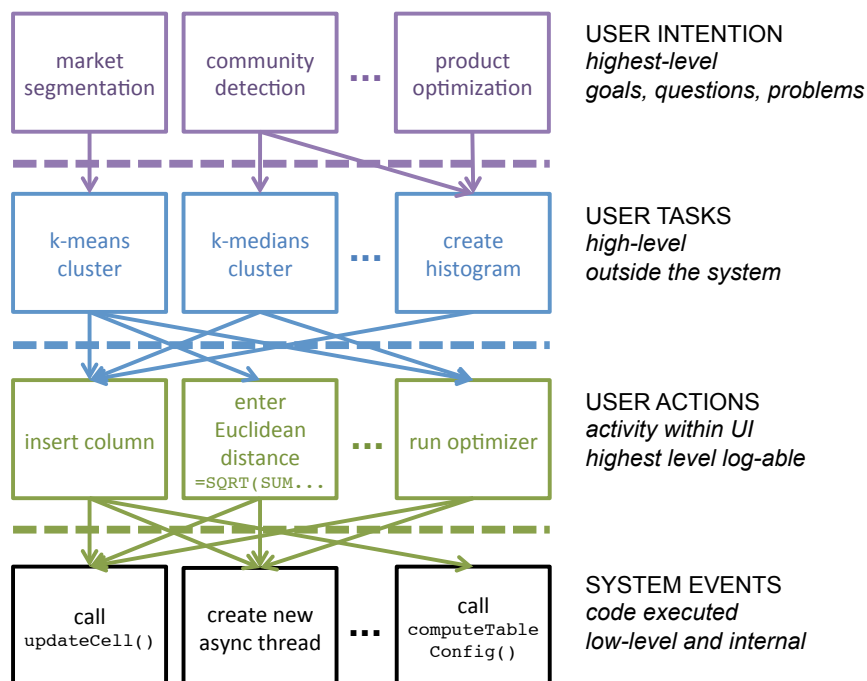 market
segmentation
community
detection
...
product
optimization
USER INTENTION
highest-level
goals, questions, problems
k-means
cluster
k-medians
cluster
...
create
histogram
USER TASKS
high-level
outside the system
insert column
enter
Euclidean
distance
=SQRT(SUM...
...
run optimizer
USER ACTIONS
activity within UI
highest level log-able
call
updateCell()
create new
async thread
...
call
computeTable
Config()
SYSTEM EVENTS
code executed
low-level and internal